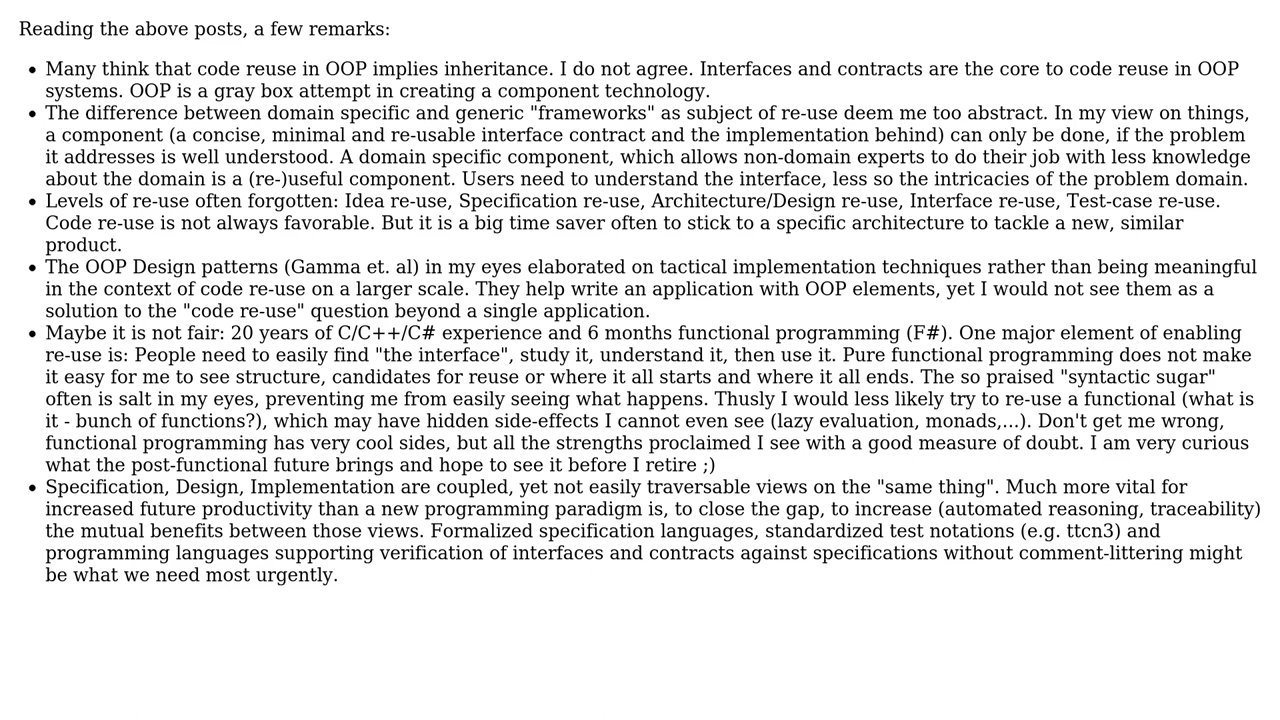 Reading the above posts, a few remarks:
• Many think that code reuse in OOP implies inheritance. I do not agree. Interfaces and contracts are the core to code reuse in OOP
systems. OOP is a gray box attempt in creating a component technology.
• The difference between domain specific and generic "frameworks" as subject of re-use deem me too abstract. In my view on things,
a component (a concise, minimal and re-usable interface contract and the implementation behind) can only be done, if the problem
it addresses is well understood. A domain specific component, which allows non-domain experts to do their job with less knowledge
about the domain is a (re-)useful component. Users need to understand the interface, less so the intricacies of the problem domain.
• Levels of re-use often forgotten: Idea re-use, Specification re-use, Architecture/Design re-use, Interface re-use, Test-case re-use.
Code re-use is not always favorable. But it is a big time saver often to stick to a specific architecture to tackle a new, similar
product.
• The OOP Design patterns (Gamma et. al) in my eyes elaborated on tactical implementation techniques rather than being meaningful
in the context of code re-use on a larger scale. They help write an application with OOP elements, yet I would not see them as a
solution to the "code re-use" question beyond a single application.
• Maybe it is not fair: 20 years of C/C++/C# experience and 6 months functional programming (F#). One major element of enabling
re-use is: People need to easily find "the interface", study it, understand it, then use it. Pure functional programming does not make
it easy for me to see structure, candidates for reuse or where it all starts and where it all ends. The so praised "syntactic sugar"
often is salt in my eyes, preventing me from easily seeing what happens. Thusly I would less likely try to re-use a functional (what is
it - bunch of functions?), which may have hidden side-effects I cannot even see (lazy evaluation, monads,...). Don't get me wrong,
functional programming has very cool sides, but all the strengths proclaimed I see with a good measure of doubt. I am very curious
what the post-functional future brings and hope to see it before I retire ;)
• Specification, Design, Implementation are coupled, yet not easily traversable views on the "same thing". Much more vital for
increased future productivity than a new programming paradigm is, to close the gap, to increase (automated reasoning, traceability)
the mutual benefits between those views. Formalized specification languages, standardized test notations (e.g. ttcn3) and
programming languages supporting verification of interfaces and contracts against specifications without comment-littering might
be what we need most urgently.